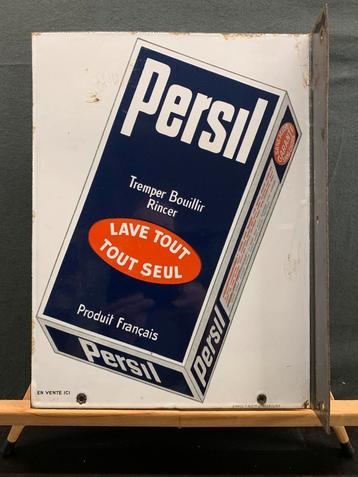 Persil
Tremper Bouillir
Rincer
LAVE TOUT
TOUT SEUL
Produit Français
Persil
Persil
EN VENTE ICI